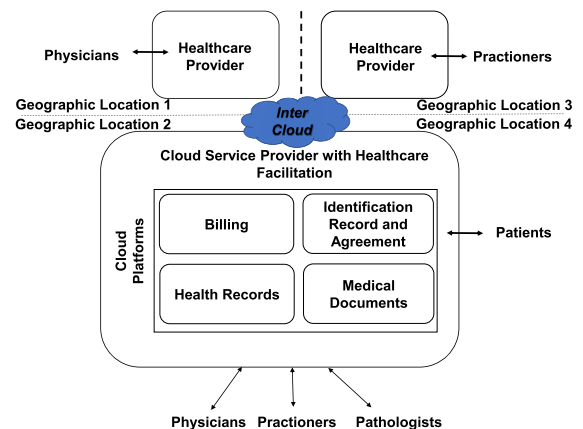 Physicians
Healthcare
Provider
Healthcare
Provider
Practioners
Geographic Location 1
Geographic Location 3
Inter
Cloud
Geographic Location 2
Geographic Location 4
Cloud Service Provider with Healthcare
Facilitation
Cloud
Platforms
Billing
Identification
Record and
Agreement
Patients
Health Records
Medical
Documents
Physicians
Practioners
Pathologists